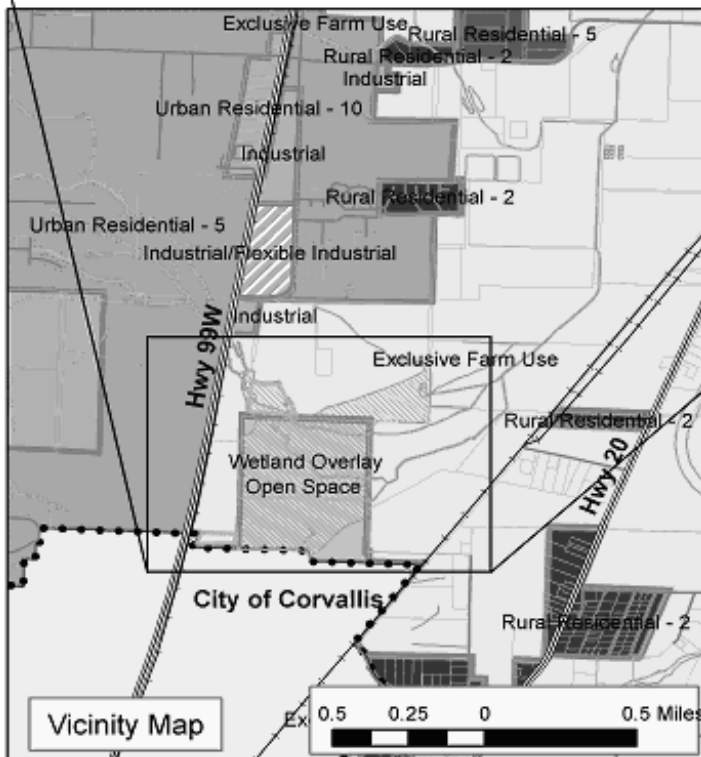 Exclusive Farm Use
Rural Residential - 5
Rural Residential - 2
Industrial
Urban Residential - 10
Industrial
Rural Residential - 2
Urban Residential - 5
Industrial/Flexible Industrial
Industrial
Hwy 99W
Exclusive Farm Use
Rural Residential - 2
Wetland Overlay
Open Space
Hwy 20
City of Corvallis
Rural Residential - 2
Vicinity Map
0.5 0.25 0 0.5 Miles